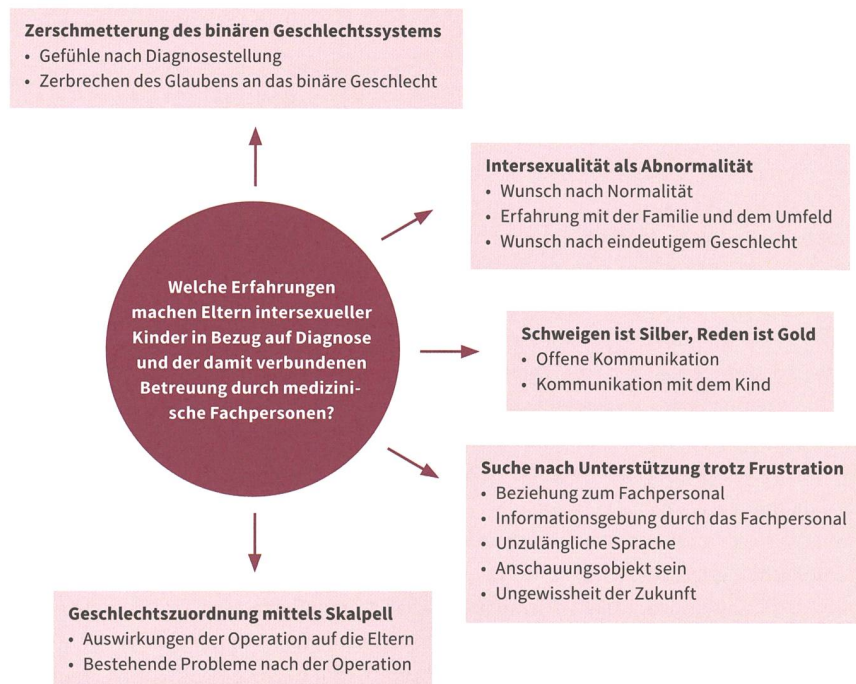 Zerschmetterung des binären Geschlechtssystems
• Gefühle nach Diagnosestellung
• Zerbrechen des Glaubens an das binäre Geschlecht
Intersexualität als Abnormalität
• Wunsch nach Normalität
• Erfahrung mit der Familie und dem Umfeld
• Wunsch nach eindeutigem Geschlecht
Welche Erfahrungen
machen Eltern intersexueller
Kinder in Bezug auf Diagnose
und der damit verbundenen
Betreuung durch medizini-
sche Fachpersonen?
Schweigen ist Silber, Reden ist Gold
• Offene Kommunikation
• Kommunikation mit dem Kind
Suche nach Unterstützung trotz Frustration
• Beziehung zum Fachpersonal
• Informationsgebung durch das Fachpersonal
• Unzulängliche Sprache
• Anschauungsobjekt sein
• Ungewissheit der Zukunft
Geschlechtszuordnung mittels Skalpell
• Auswirkungen der Operation auf die Eltern
• Bestehende Probleme nach der Operation